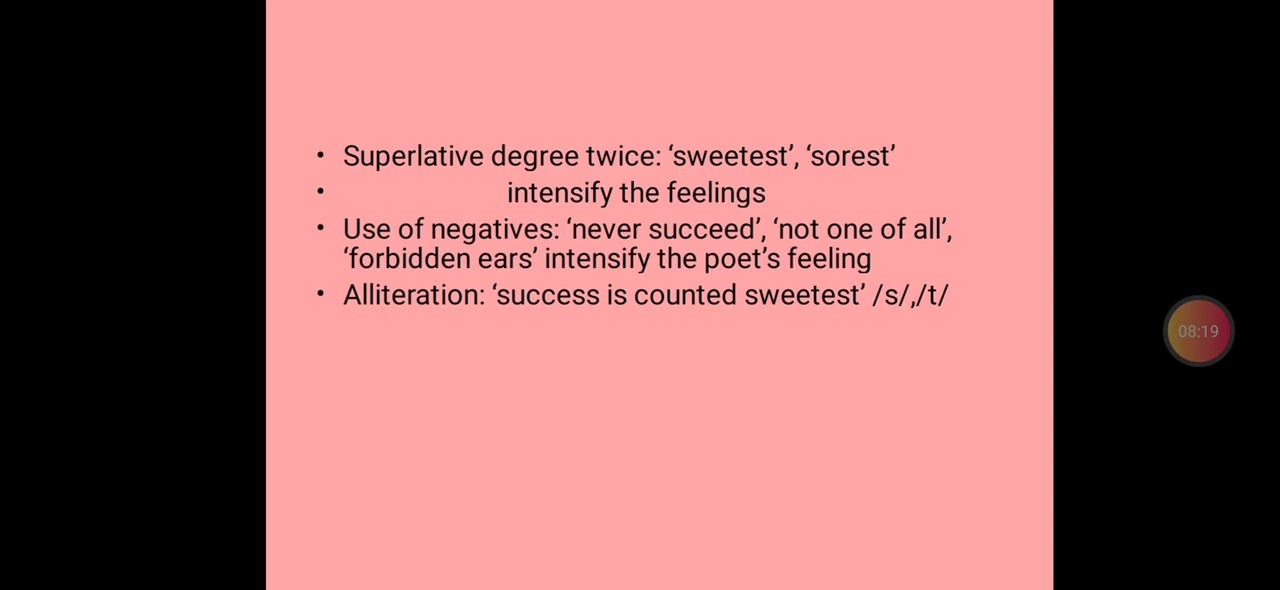 • Superlative degree twice: ‘sweetest’, ‘sorest’
• intensify the feelings
• Use of negatives: ‘never succeed’, ‘not one of all’,
‘forbidden ears’ intensify the poet’s feeling
• Alliteration: ‘success is counted sweetest’ /s/,/t/
08:19